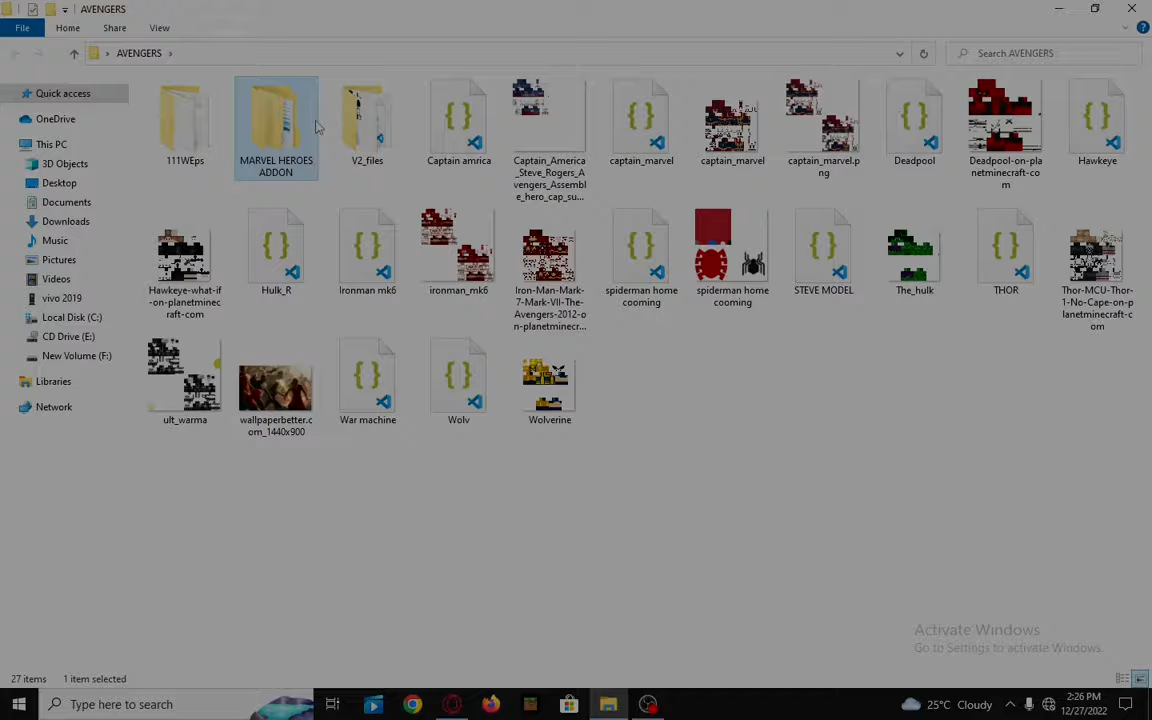 AVENGERS
File Home Share View
AVENGERS
Search AVENGERS
Quick access
OneDrive
This PC
3D Objects
Desktop
Documents
Downloads
Music
Pictures
Videos
vivo 2019
Local Disk (C:)
CD Drive (E:)
New Volume (F:)
Libraries
Network
111WEps
MARVEL HEROES
ADDON
V2_files
Captain amrica
Captain_America
_Steve_Rogers_A
vengers_Assembl
e_hero_cap_su...
captain_marvel
captain_marvel
captain_marvel.p
ng
Deadpool
Deadpool-on-pla
netminecraft-co
m
Hawkeye
Hawkeye-what-if
-on-planetminec
raft-com
Hulk_R
Ironman mk6
ironman_mk6
Iron-Man-Mark-
7-Mark-VII-The-
Avengers-2012-o
n-planetminecr...
spiderman home
cooming
spiderman home
cooming
STEVE MODEL
The_hulk
THOR
Thor-MCU-Thor-
1-No-Cape-on-p
lanetminecraft-c
om
ult_warma
wallpaperbetter.c
om_1440x900
War machine
Wolv
Wolverine
Activate Windows
Go to Settings to activate Windows.
27 items 1 item selected
Type here to search
25°C Cloudy
2:26 PM
12/27/2022